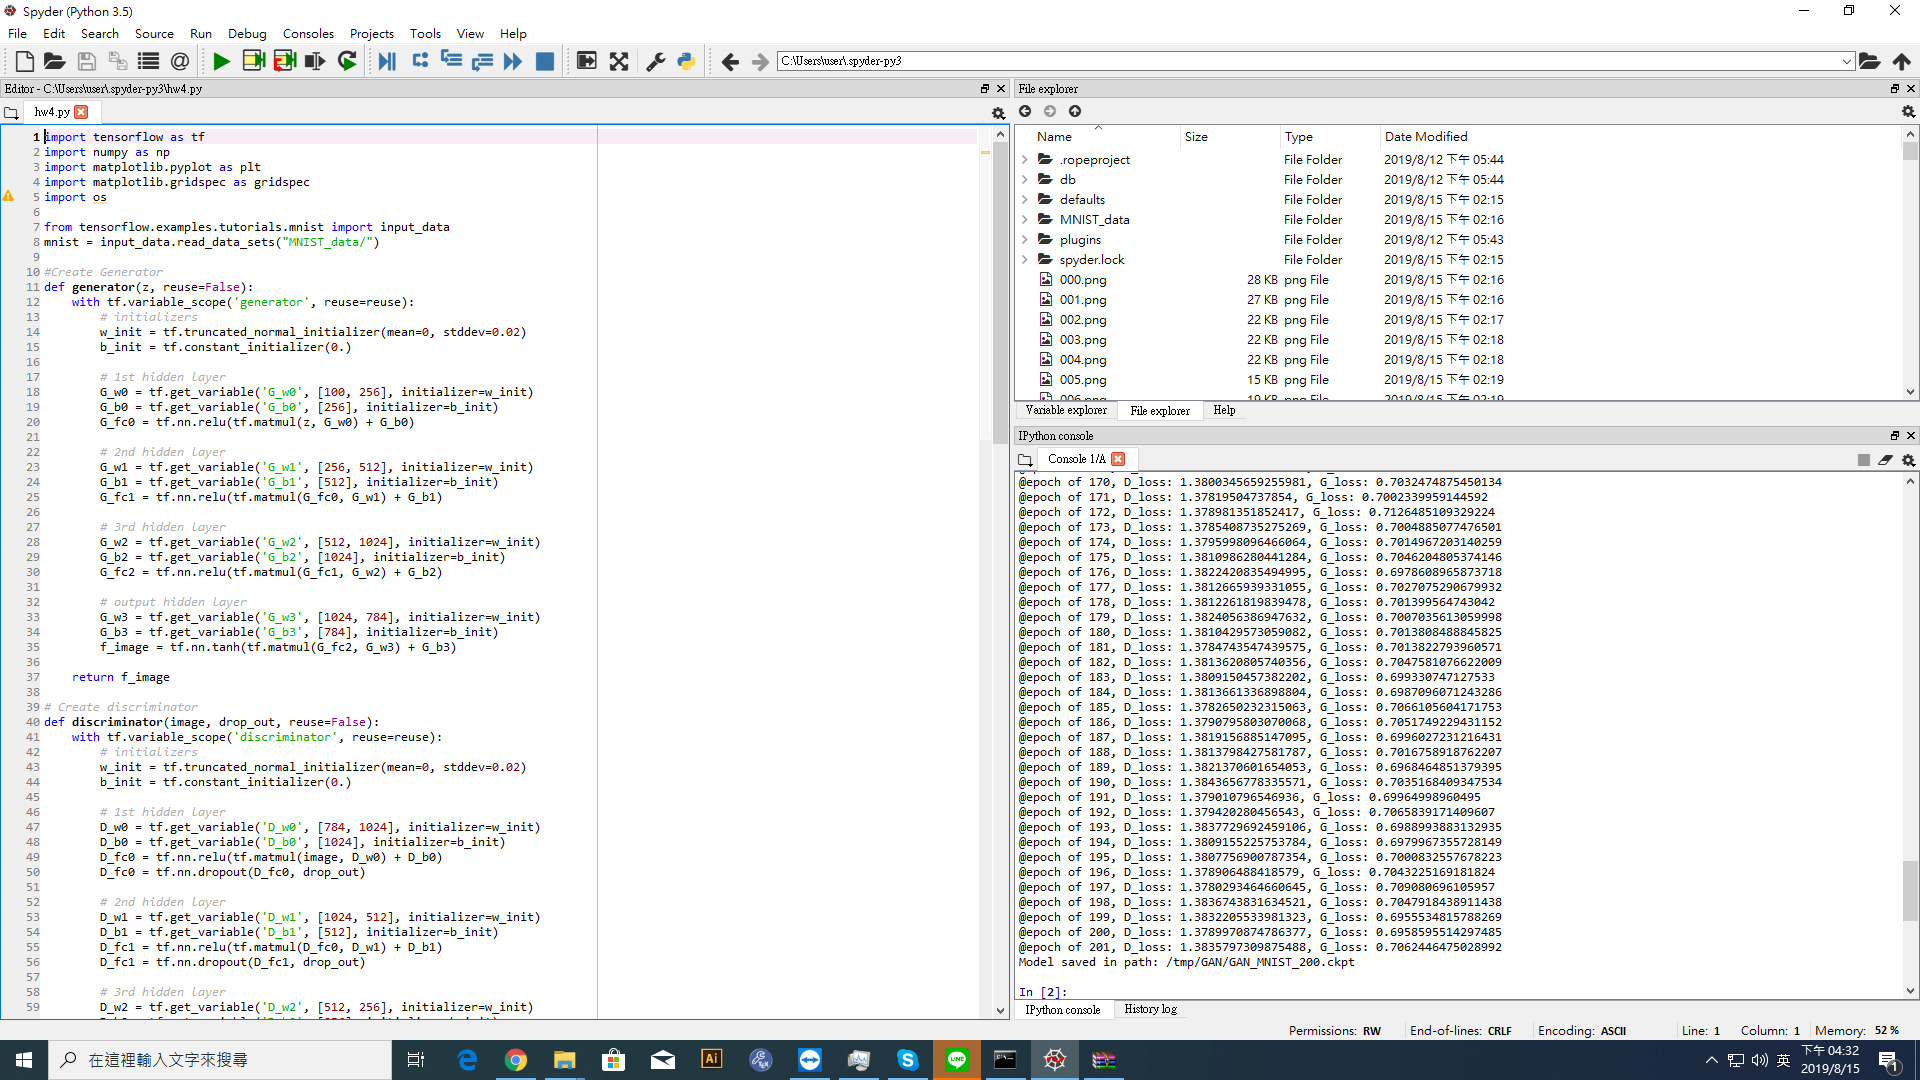 Spyder (Python 3.5)
File Edit Search Source Run Debug Consoles Projects Tools View Help
C:\Users\user\.spyder-py3
Editor - C:\Users\user\.spyder-py3\hw4.py
hw4.py
1 import tensorflow as tf
2 import numpy as np
3 import matplotlib.pyplot as plt
4 import matplotlib.gridspec as gridspec
5 import os
6
7 from tensorflow.examples.tutorials.mnist import input_data
8 mnist = input_data.read_data_sets("MNIST_data/")
9
10 #Create Generator
11 def generator(z, reuse=False):
12     with tf.variable_scope('generator', reuse=reuse):
13         # initializers
14         w_init = tf.truncated_normal_initializer(mean=0, stddev=0.02)
15         b_init = tf.constant_initializer(0.)
16
17         # 1st hidden layer
18         G_w0 = tf.get_variable('G_w0', [100, 256], initializer=w_init)
19         G_b0 = tf.get_variable('G_b0', [256], initializer=b_init)
20         G_fc0 = tf.nn.relu(tf.matmul(z, G_w0) + G_b0)
21
22         # 2nd hidden layer
23         G_w1 = tf.get_variable('G_w1', [256, 512], initializer=w_init)
24         G_b1 = tf.get_variable('G_b1', [512], initializer=b_init)
25         G_fc1 = tf.nn.relu(tf.matmul(G_fc0, G_w1) + G_b1)
26
27         # 3rd hidden layer
28         G_w2 = tf.get_variable('G_w2', [512, 1024], initializer=w_init)
29         G_b2 = tf.get_variable('G_b2', [1024], initializer=b_init)
30         G_fc2 = tf.nn.relu(tf.matmul(G_fc1, G_w2) + G_b2)
31
32         # output hidden layer
33         G_w3 = tf.get_variable('G_w3', [1024, 784], initializer=w_init)
34         G_b3 = tf.get_variable('G_b3', [784], initializer=b_init)
35         f_image = tf.nn.tanh(tf.matmul(G_fc2, G_w3) + G_b3)
36
37     return f_image
38
39 # Create discriminator
40 def discriminator(image, drop_out, reuse=False):
41     with tf.variable_scope('discriminator', reuse=reuse):
42         # initializers
43         w_init = tf.truncated_normal_initializer(mean=0, stddev=0.02)
44         b_init = tf.constant_initializer(0.)
45
46         # 1st hidden layer
47         D_w0 = tf.get_variable('D_w0', [784, 1024], initializer=w_init)
48         D_b0 = tf.get_variable('D_b0', [1024], initializer=b_init)
49         D_fc0 = tf.nn.relu(tf.matmul(image, D_w0) + D_b0)
50         D_fc0 = tf.nn.dropout(D_fc0, drop_out)
51
52         # 2nd hidden layer
53         D_w1 = tf.get_variable('D_w1', [1024, 512], initializer=w_init)
54         D_b1 = tf.get_variable('D_b1', [512], initializer=b_init)
55         D_fc1 = tf.nn.relu(tf.matmul(D_fc0, D_w1) + D_b1)
56         D_fc1 = tf.nn.dropout(D_fc1, drop_out)
57
58         # 3rd hidden layer
59         D_w2 = tf.get_variable('D_w2', [512, 256], initializer=w_init)
File explorer
Name Size Type Date Modified
.ropeproject File Folder 2019/8/12 下午 05:44
db File Folder 2019/8/12 下午 05:44
defaults File Folder 2019/8/15 下午 02:15
MNIST_data File Folder 2019/8/15 下午 02:16
plugins File Folder 2019/8/12 下午 05:43
spyder.lock File Folder 2019/8/15 下午 02:15
000.png 28 KB png File 2019/8/15 下午 02:16
001.png 27 KB png File 2019/8/15 下午 02:16
002.png 22 KB png File 2019/8/15 下午 02:17
003.png 22 KB png File 2019/8/15 下午 02:18
004.png 22 KB png File 2019/8/15 下午 02:18
005.png 15 KB png File 2019/8/15 下午 02:19
006.png 19 KB png File 2019/8/15 下午 02:19
Variable explorer File explorer Help
IPython console
Console 1/A
@epoch of 170, D_loss: 1.3800345659255981, G_loss: 0.7032474875450134
@epoch of 171, D_loss: 1.37819504737854, G_loss: 0.7002339959144592
@epoch of 172, D_loss: 1.378981351852417, G_loss: 0.7126485109329224
@epoch of 173, D_loss: 1.3785408735275269, G_loss: 0.7004885077476501
@epoch of 174, D_loss: 1.3795998096466064, G_loss: 0.7014967203140259
@epoch of 175, D_loss: 1.3810986280441284, G_loss: 0.7046204805374146
@epoch of 176, D_loss: 1.3822420835494995, G_loss: 0.6978608965873718
@epoch of 177, D_loss: 1.3812665939331055, G_loss: 0.7027075290679932
@epoch of 178, D_loss: 1.3812261819839478, G_loss: 0.701399564743042
@epoch of 179, D_loss: 1.3824056386947632, G_loss: 0.7007035613059998
@epoch of 180, D_loss: 1.3810429573059082, G_loss: 0.7013808488845825
@epoch of 181, D_loss: 1.3784743547439575, G_loss: 0.7013822793960571
@epoch of 182, D_loss: 1.3813620805740356, G_loss: 0.7047581076622009
@epoch of 183, D_loss: 1.3809150457382202, G_loss: 0.699330747127533
@epoch of 184, D_loss: 1.3813661336898804, G_loss: 0.6987096071243286
@epoch of 185, D_loss: 1.3782650232315063, G_loss: 0.7066105604171753
@epoch of 186, D_loss: 1.3790795803070068, G_loss: 0.7051749229431152
@epoch of 187, D_loss: 1.3819156885147095, G_loss: 0.6996027231216431
@epoch of 188, D_loss: 1.3813798427581787, G_loss: 0.7016758918762207
@epoch of 189, D_loss: 1.3821370601654053, G_loss: 0.6968464851379395
@epoch of 190, D_loss: 1.3843656778335571, G_loss: 0.7035168409347534
@epoch of 191, D_loss: 1.379010796546936, G_loss: 0.69964998960495
@epoch of 192, D_loss: 1.379420280456543, G_loss: 0.7065839171409607
@epoch of 193, D_loss: 1.3837729692459106, G_loss: 0.6988993883132935
@epoch of 194, D_loss: 1.3809155225753784, G_loss: 0.6979967355728149
@epoch of 195, D_loss: 1.3807756900787354, G_loss: 0.7000832557678223
@epoch of 196, D_loss: 1.378906488418579, G_loss: 0.7043225169181824
@epoch of 197, D_loss: 1.3780293464660645, G_loss: 0.709080696105957
@epoch of 198, D_loss: 1.3836743831634521, G_loss: 0.7047918438911438
@epoch of 199, D_loss: 1.3832205533981323, G_loss: 0.6955534815788269
@epoch of 200, D_loss: 1.3789970874786377, G_loss: 0.6958595514297485
@epoch of 201, D_loss: 1.3835797309875488, G_loss: 0.7062446475028992
Model saved in path: /tmp/GAN/GAN_MNIST_200.ckpt
In [2]:
IPython console History log
Permissions: RW End-of-lines: CRLF Encoding: ASCII Line: 1 Column: 1 Memory: 52 %
在這裡輸入文字來搜尋
Ai
LINE
英
下午 04:32
2019/8/15
1